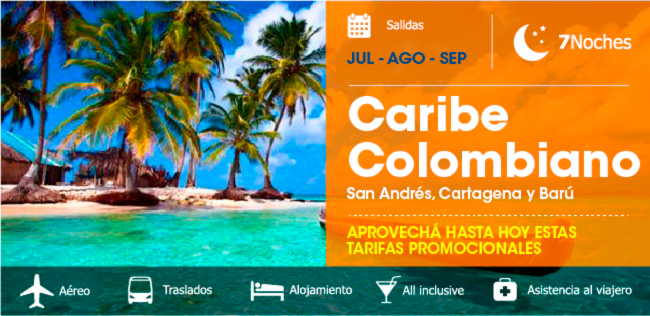 Salidas
JUL - AGO - SEP
7Noches
Caribe
Colombiano
San Andrés, Cartagena y Barú
APROVECHÁ HASTA HOY ESTAS
TARIFAS PROMOCIONALES
Aéreo
Traslados
Alojamiento
All inclusive
Asistencia al viajero